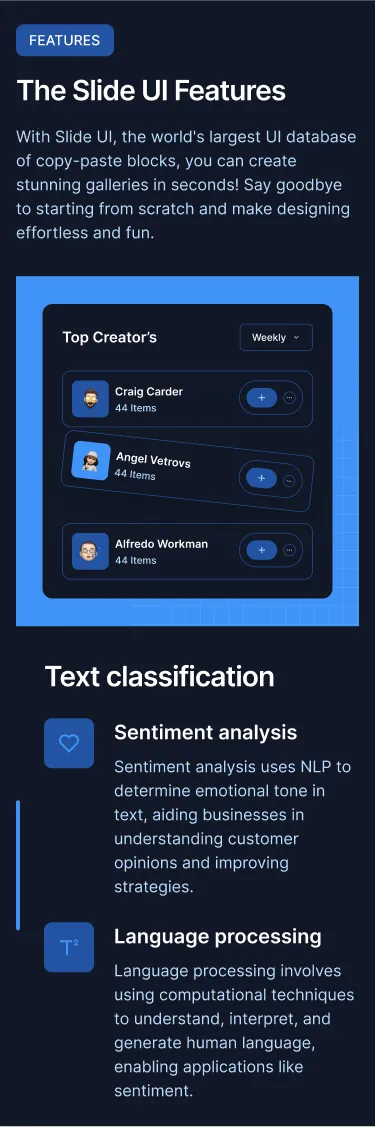 FEATURES
The Slide UI Features
With Slide UI, the world's largest UI database
of copy-paste blocks, you can create
stunning galleries in seconds! Say goodbye
to starting from scratch and make designing
effortless and fun.
Top Creator’s
Weekly
Craig Carder
44 Items
Angel Vetrovs
44 Items
Alfredo Workman
44 Items
Text classification
Sentiment analysis
Sentiment analysis uses NLP to
determine emotional tone in
text, aiding businesses in
understanding customer
opinions and improving
strategies.
Language processing
Language processing involves
using computational techniques
to understand, interpret, and
generate human language,
enabling applications like
sentiment.